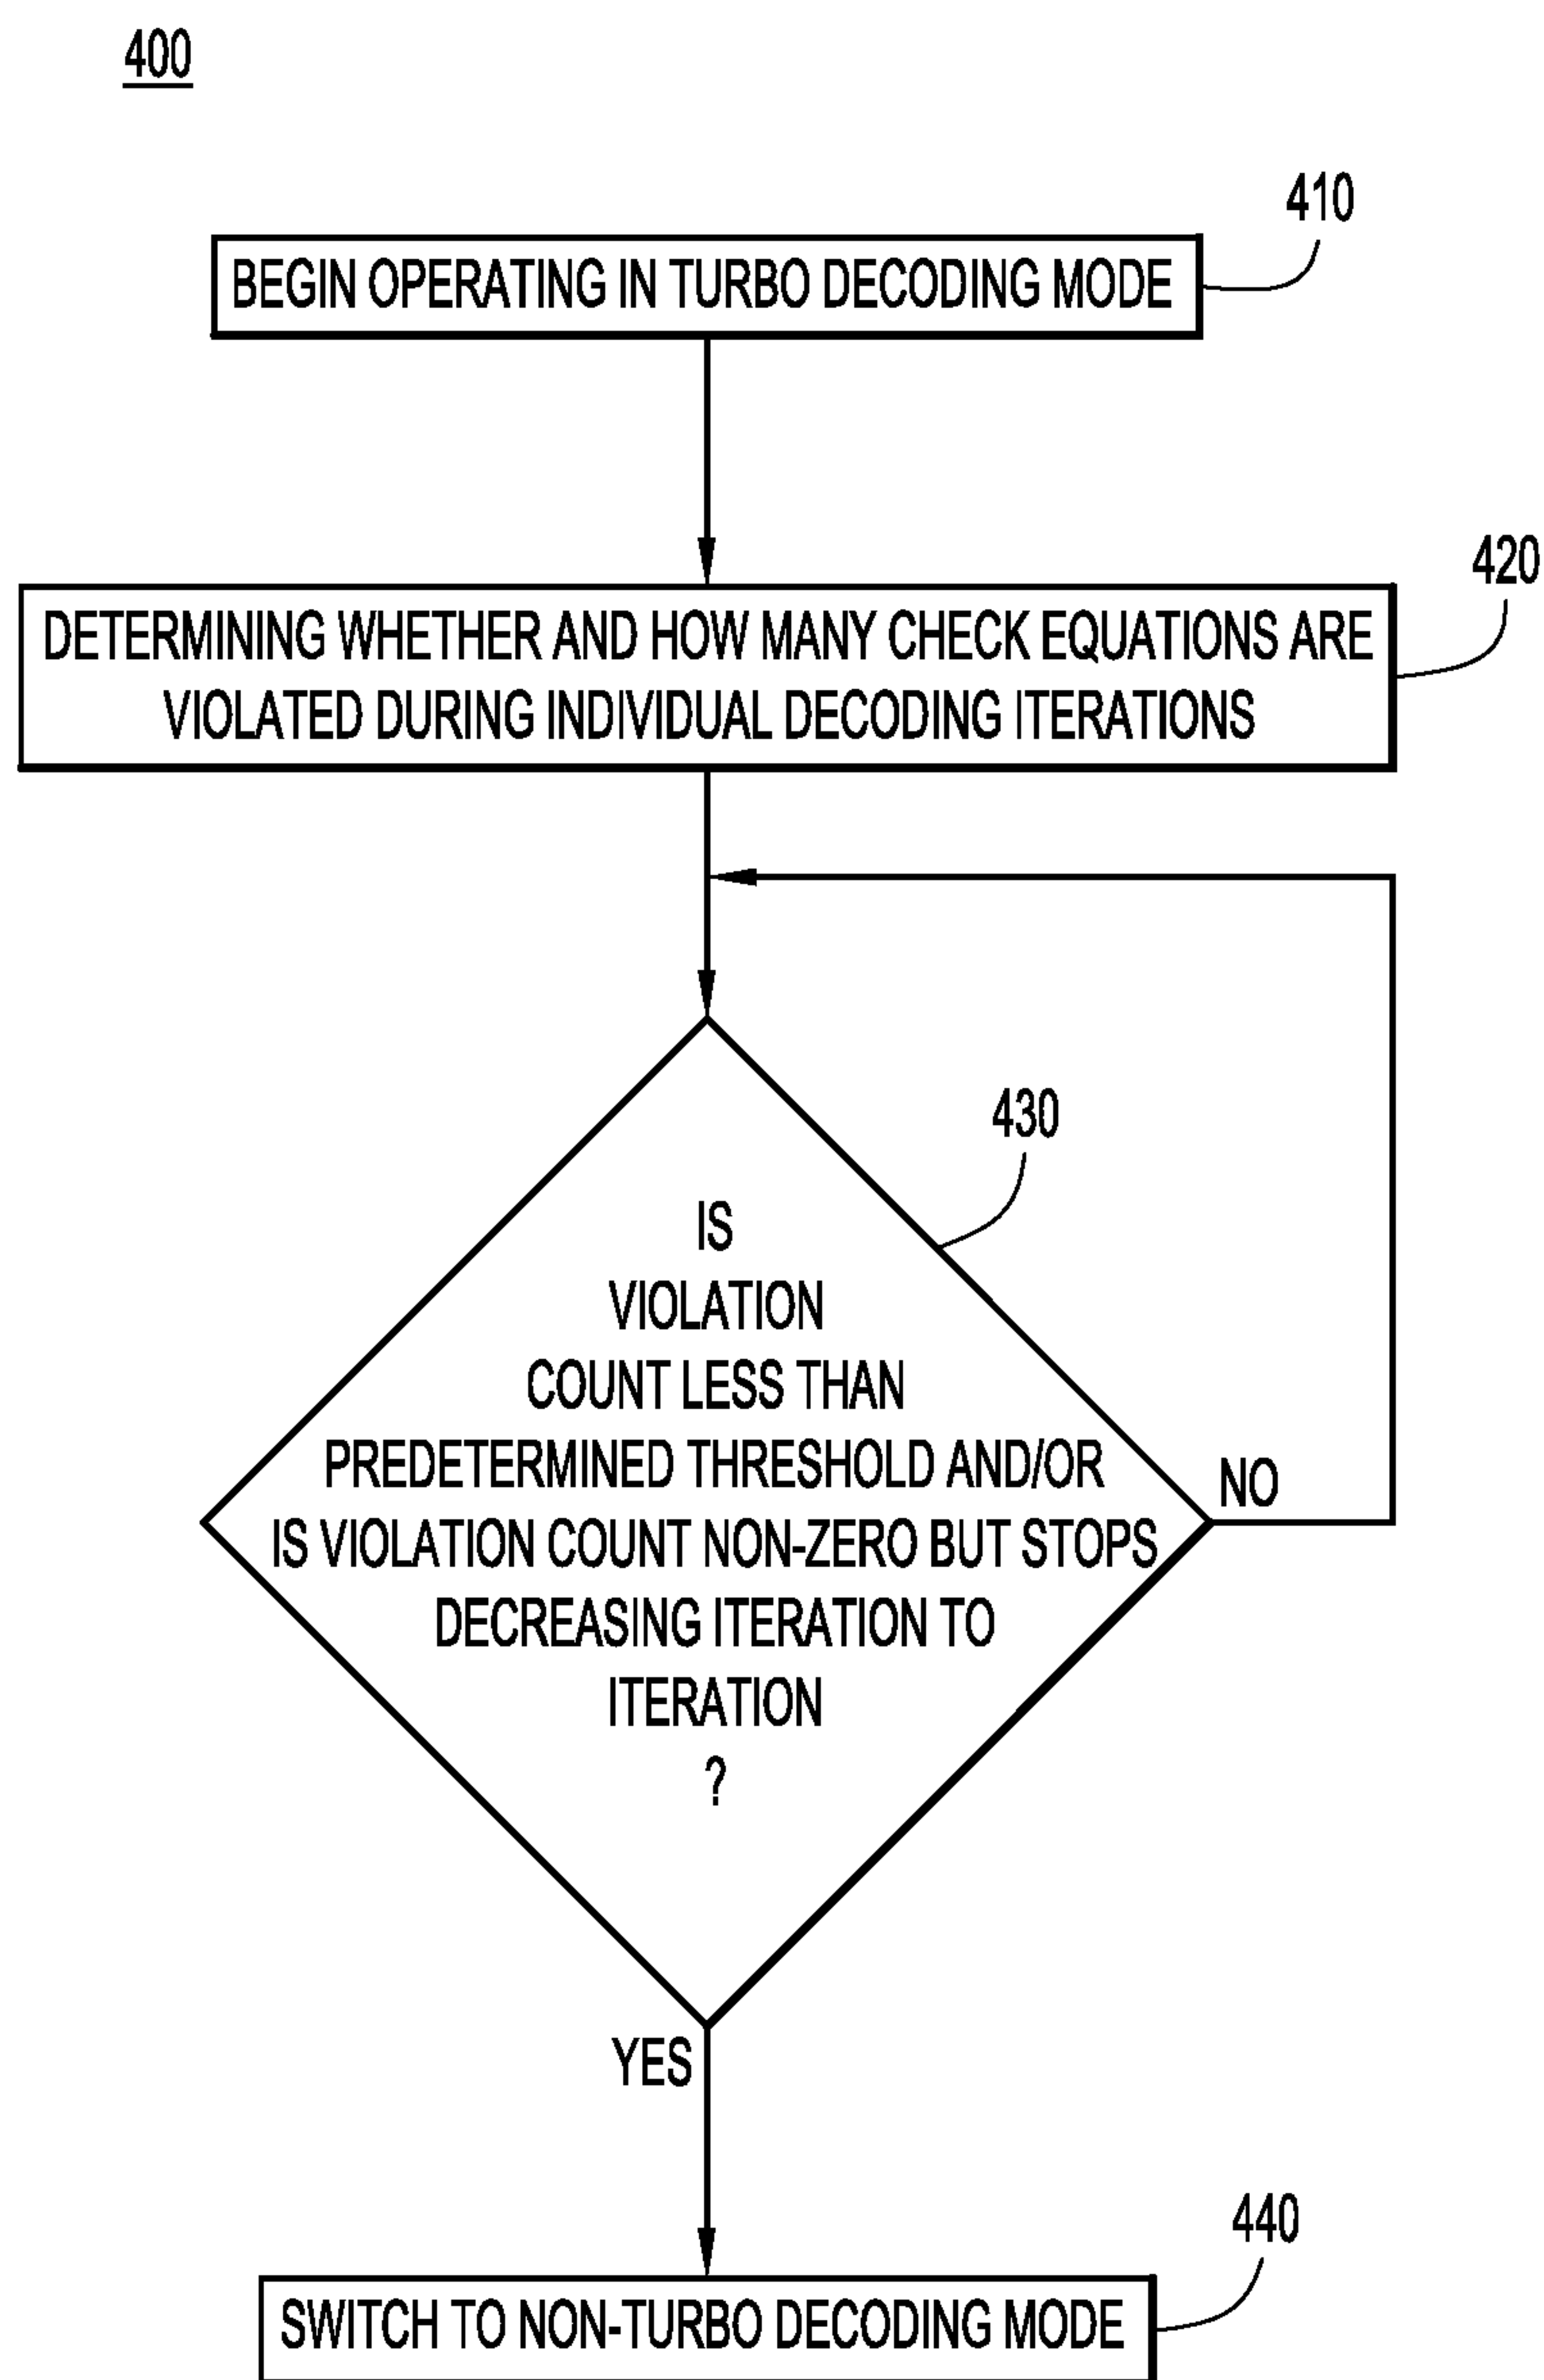 400
410
BEGIN OPERATING IN TURBO DECODING MODE
420
DETERMINING WHETHER AND HOW MANY CHECK EQUATIONS ARE
VIOLATED DURING INDIVIDUAL DECODING ITERATIONS
430
IS
VIOLATION
COUNT LESS THAN
PREDETERMINED THRESHOLD AND/OR
IS VIOLATION COUNT NON-ZERO BUT STOPS
DECREASING ITERATION TO
ITERATION
?
NO
YES
440
SWITCH TO NON-TURBO DECODING MODE